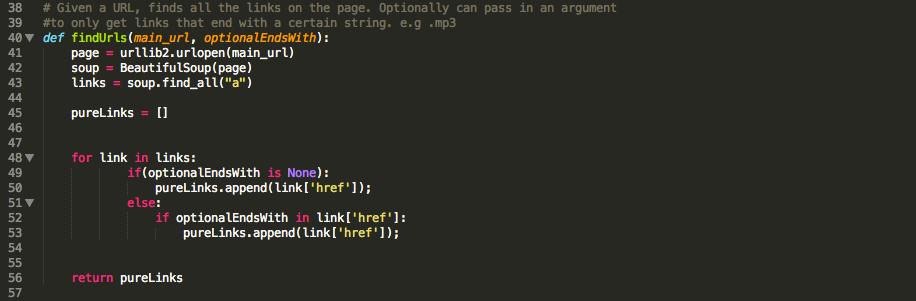 38 # Given a URL, finds all the links on the page. Optionally can pass in an argument
39 #to only get links that end with a certain string. e.g .mp3
40 def findUrls(main_url, optionalEndsWith):
41 page = urllib2.urlopen(main_url)
42 soup = BeautifulSoup(page)
43 links = soup.find_all("a")
44
45 pureLinks = []
46
47
48 for link in links:
49 if(optionalEndsWith is None):
50 pureLinks.append(link['href']);
51 else:
52 if optionalEndsWith in link['href']:
53 pureLinks.append(link['href']);
54
55
56 return pureLinks
57